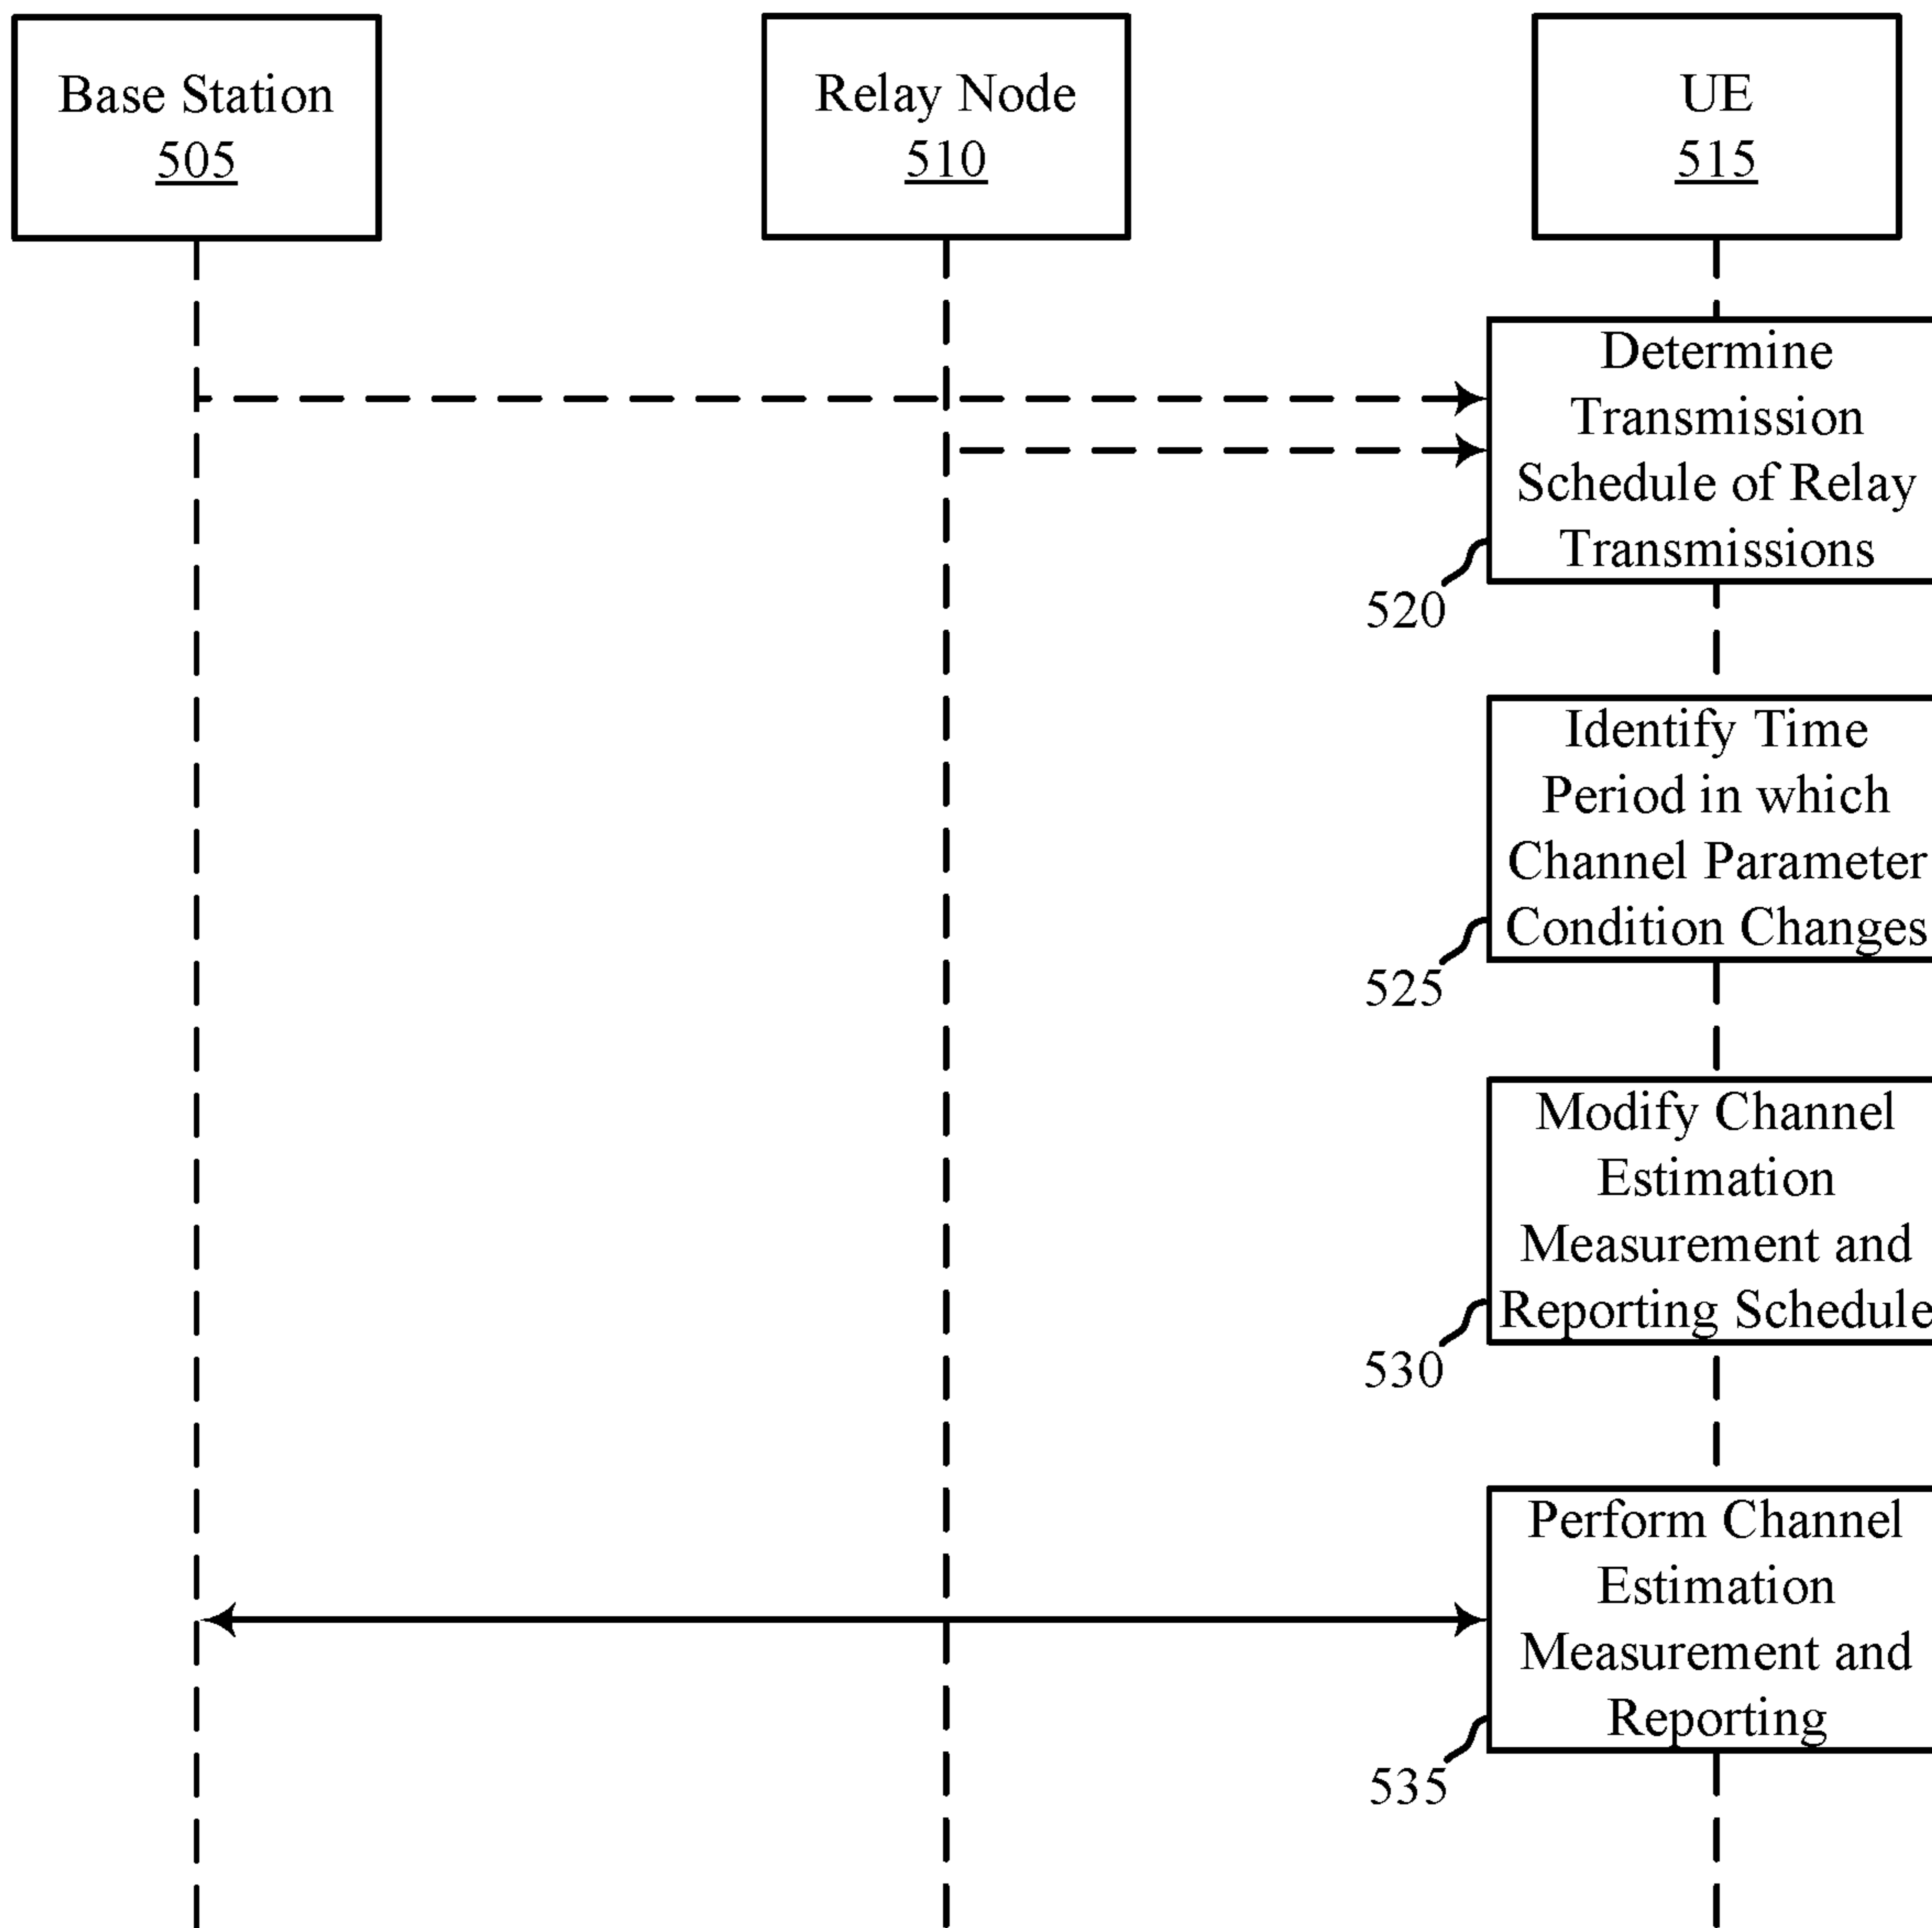 Base Station
505
Relay Node
510
UE
515
Determine
Transmission
Schedule of Relay
Transmissions
520
Identify Time
Period in which
Channel Parameter
Condition Changes
525
Modify Channel
Estimation
Measurement and
Reporting Schedule
530
Perform Channel
Estimation
Measurement and
Reporting
535